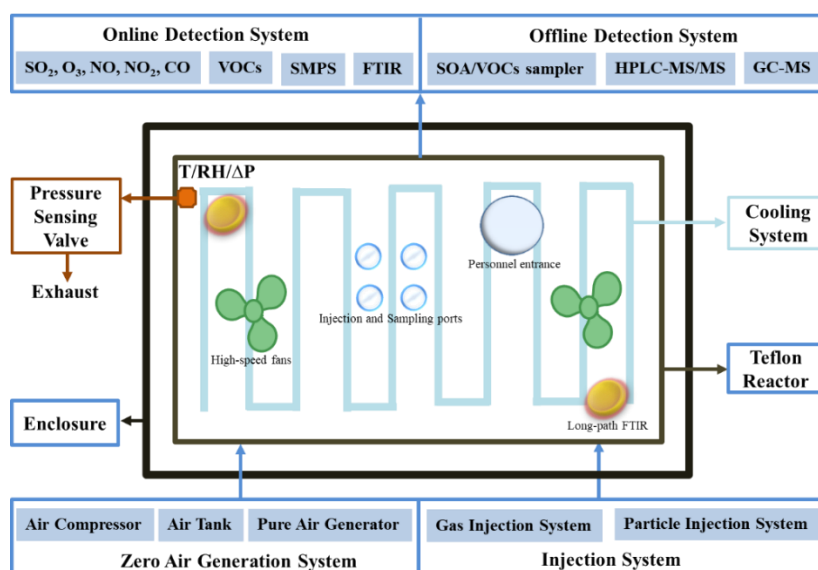 Online Detection System
Offline Detection System
SO2, O3, NO, NO2, CO
VOCs
SMPS
FTIR
SOA/VOCs sampler
HPLC-MS/MS
GC-MS
T/RH/ΔP
Pressure
Sensing
Valve
Exhaust
Personnel entrance
Cooling
System
Injection and Sampling ports
High-speed fans
Teflon
Reactor
Enclosure
Long-path FTIR
Air Compressor
Air Tank
Pure Air Generator
Gas Injection System
Particle Injection System
Zero Air Generation System
Injection System